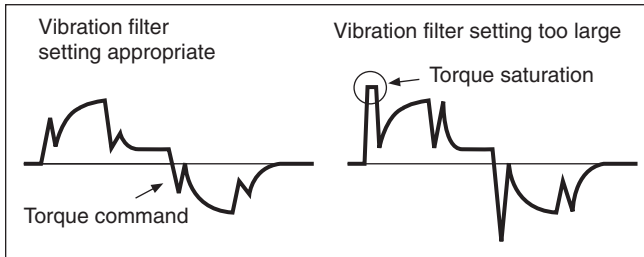 Vibration filter
setting appropriate
Torque command
Vibration filter setting too large
Torque saturation